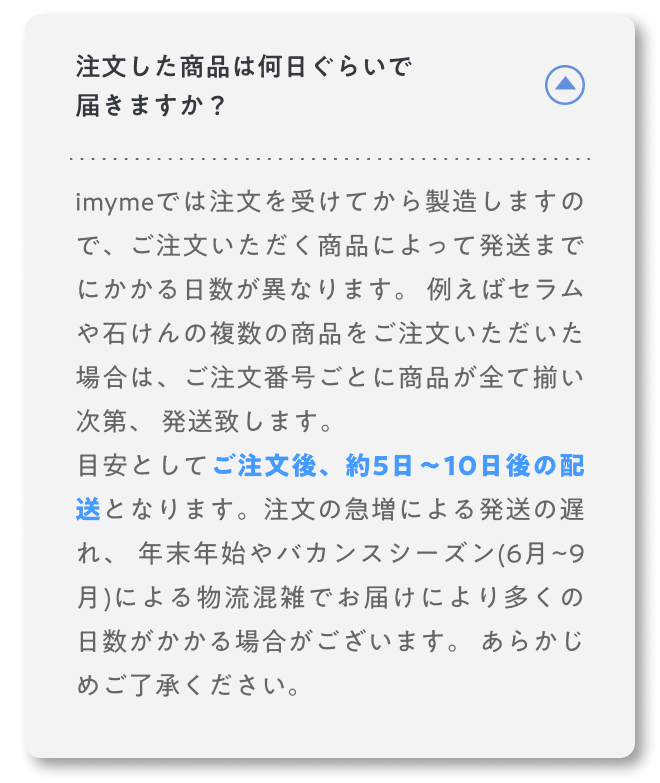 注文した商品は何日ぐらいで
届きますか？
imymeでは注文を受けてから製造しますの
で、ご注文いただく商品によって発送まで
にかかる日数が異なります。 例えばセラム
や石けんの複数の商品をご注文いただいた
場合は、ご注文番号ごとに商品が全て揃い
次第、 発送致します。
目安としてご注文後、約5日～10日後の配
送となります。注文の急増による発送の遅
れ、 年末年始やバカンスシーズン(6月~9
月)による物流混雑でお届けにより多くの
日数がかかる場合がございます。 あらかじ
めご了承ください。